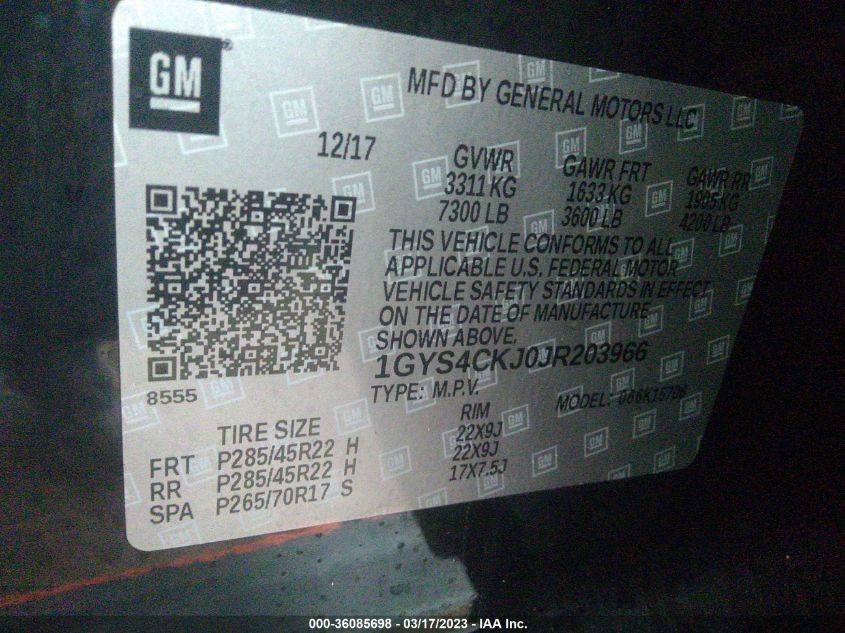 GM
MFD BY GENERAL MOTORS LLC
12/17
GVWR GAWR FRT GAWR RR
3311 KG 1633 KG 1905 KG
7300 LB 3600 LB 4200 LB
THIS VEHICLE CONFORMS TO ALL
APPLICABLE U.S. FEDERAL MOTOR
VEHICLE SAFETY STANDARDS IN EFFECT
ON THE DATE OF MANUFACTURE
SHOWN ABOVE.
1GYS4CKJ0JR203966
TYPE: M.P.V. MODEL:
8555
TIRE SIZE RIM
FRT P285/45R22 H 22X9J
RR P285/45R22 H 22X9J
SPA P265/70R17 S 17X7.5J
000-36085698 - 03/17/2023 - IAA Inc.